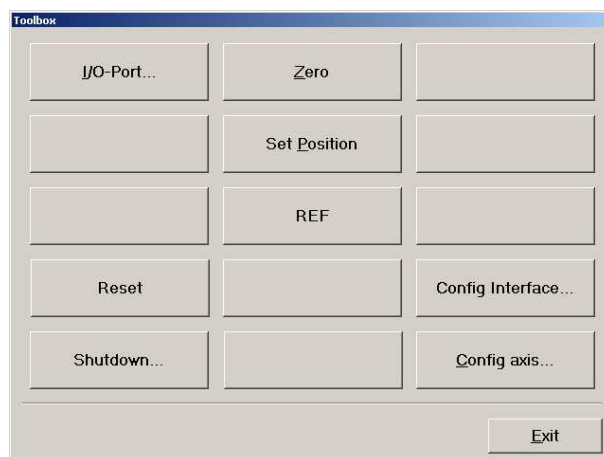 Toolbox
I/O-Port...
Zero
Set Position
REF
Reset
Config Interface...
Shutdown...
Config axis...
Exit